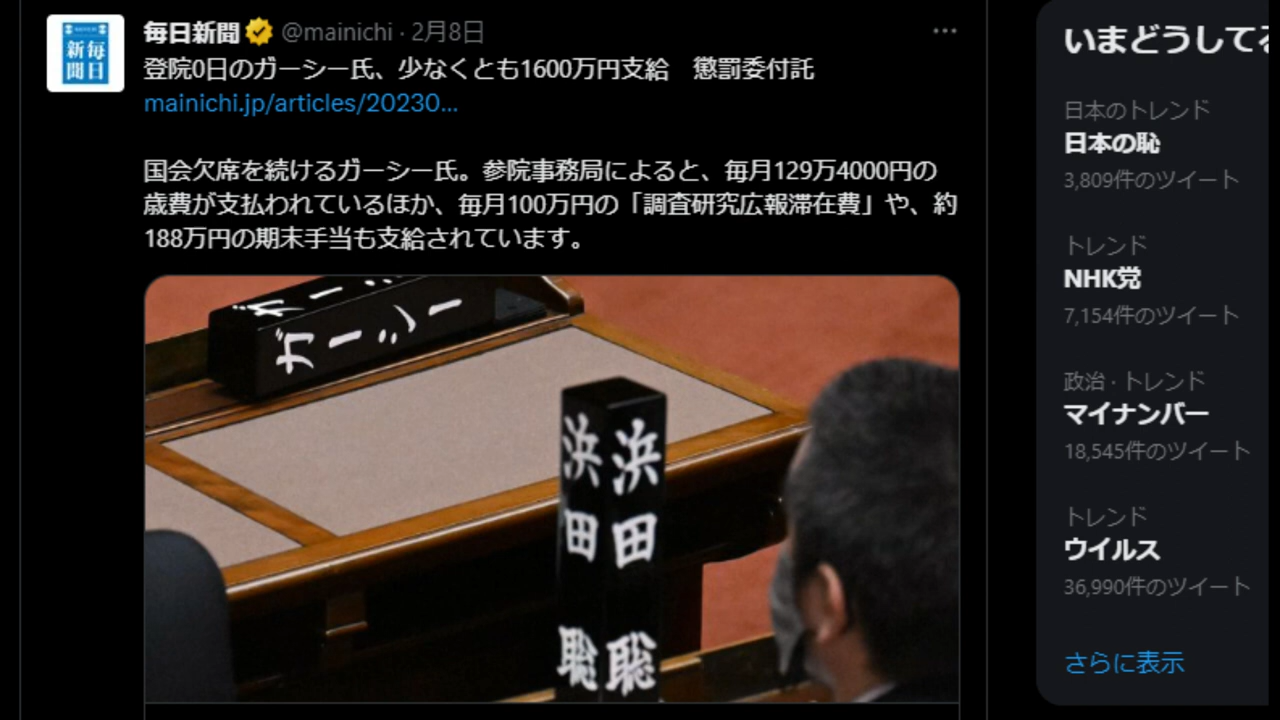 毎日新聞
毎日新聞 @mainichi · 2月8日
登院0日のガーシー氏、少なくとも1600万円支給　懲罰委付託
mainichi.jp/articles/20230...
国会欠席を続けるガーシー氏。参院事務局によると、毎月129万4000円の
歳費が支払われているほか、毎月100万円の「調査研究広報滞在費」や、約
188万円の期末手当も支給されています。
ガーシー
ガーシー
浜田聡
浜田聡
いまどうしてる
日本のトレンド
日本の恥
3,809件のツイート
トレンド
NHK党
7,154件のツイート
政治 · トレンド
マイナンバー
18,545件のツイート
トレンド
ウイルス
36,990件のツイート
さらに表示